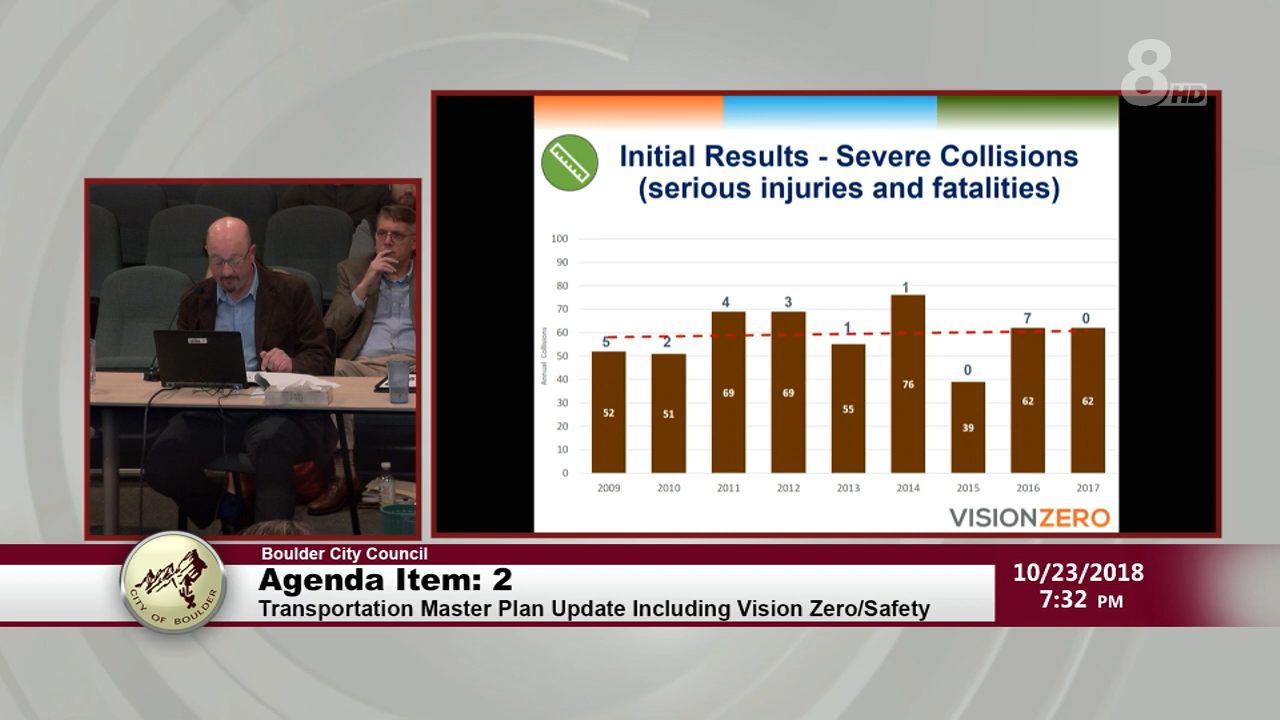 8HD
Initial Results - Severe Collisions
(serious injuries and fatalities)
Annual Collisions
100
90
80
70
60
50
40
30
20
10
0
5 2 4 3 1 1 0 7 0
52 51 69 69 55 76 39 62 62
2009 2010 2011 2012 2013 2014 2015 2016 2017
VISIONZERO
Boulder City Council
Agenda Item: 2
Transportation Master Plan Update Including Vision Zero/Safety
10/23/2018
7:32 PM
CITY OF BOULDER